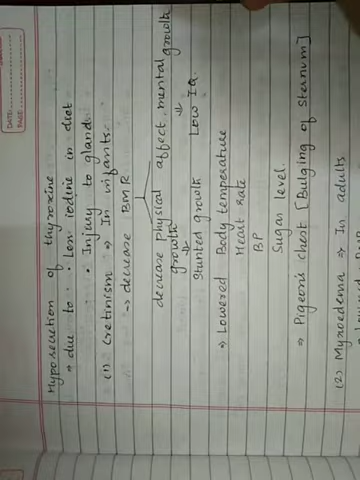 DATE:
PAGE:
Hyposecretion of thyroxine
⇒ due to • Low iodine in diet
• Injury to gland
(1) Cretinism ⇒ In infants.
→ decrease BMR
decrease physical growth affect mental growth
↓ ↓
Stunted growth Low IQ
⇒ Lowered Body temperature
Heart rate
BP
Sugar level.
⇒ Pigeon's chest [Bulging of sternum]
(2) Myxoedema ⇒ In adults